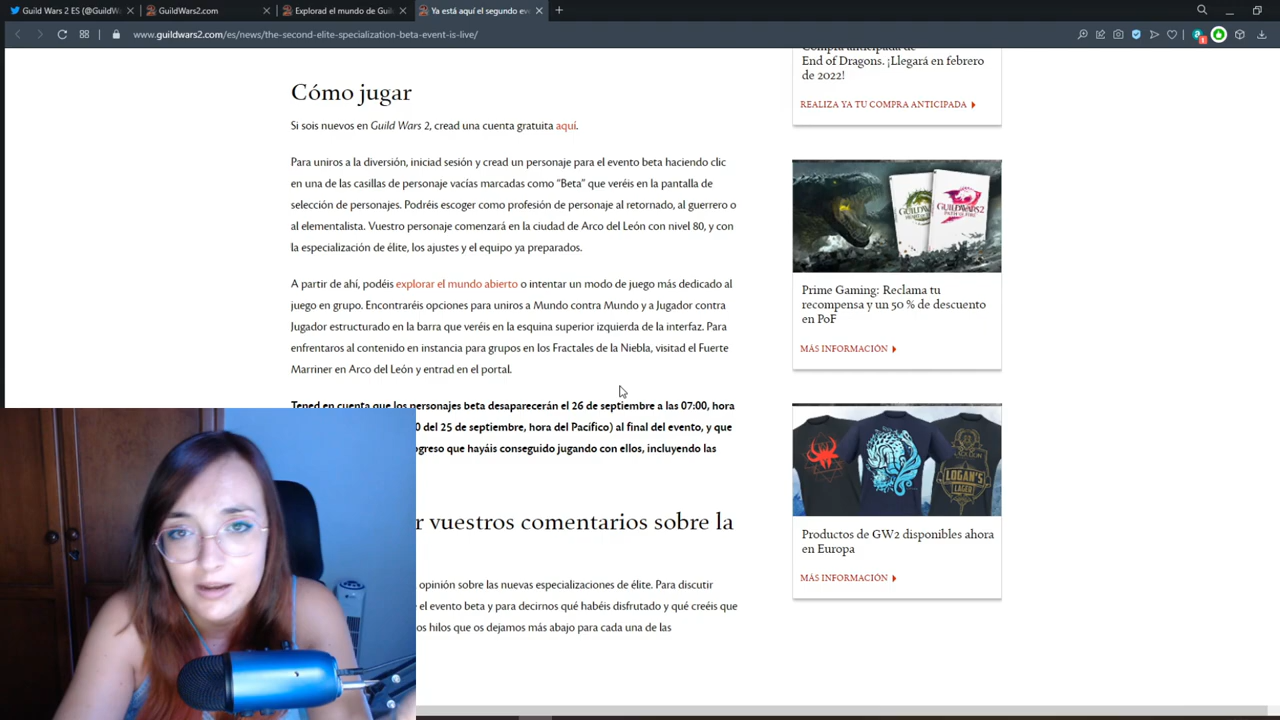 Guild Wars 2 ES (@GuildWa
GuildWars2.com
Explorad el mundo de Guil
Ya está aquí el segundo ev
www.guildwars2.com/es/news/the-second-elite-specialization-beta-event-is-live/
Cómo jugar
Si sois nuevos en Guild Wars 2, cread una cuenta gratuita aquí.
Para uniros a la diversión, iniciad sesión y cread un personaje para el evento beta haciendo clic
en una de las casillas de personaje vacías marcadas como “Beta” que veréis en la pantalla de
selección de personajes. Podréis escoger como profesión de personaje al retornado, al guerrero o
al elementalista. Vuestro personaje comenzará en la ciudad de Arco del León con nivel 80, y con
la especialización de élite, los ajustes y el equipo ya preparados.
A partir de ahí, podéis explorar el mundo abierto o intentar un modo de juego más dedicado al
juego en grupo. Encontraréis opciones para uniros a Mundo contra Mundo y a Jugador contra
Jugador estructurado en la barra que veréis en la esquina superior izquierda de la interfaz. Para
enfrentaros al contenido en instancia para grupos en los Fractales de la Niebla, visitad el Fuerte
Marriner en Arco del León y entrad en el portal.
Tened en cuenta que los personajes beta desaparecerán el 26 de septiembre a las 07:00, hora
0 del 25 de septiembre, hora del Pacífico) al final del evento, y que
greso que hayáis conseguido jugando con ellos, incluyendo las
r vuestros comentarios sobre la
opinión sobre las nuevas especializaciones de élite. Para discutir
el evento beta y para decirnos qué habéis disfrutado y qué creéis que
os hilos que os dejamos más abajo para cada una de las
Compra anticipada de
End of Dragons. ¡Llegará en febrero
de 2022!
REALIZA YA TU COMPRA ANTICIPADA
GUILD WARS 2
Prime Gaming: Reclama tu
recompensa y un 50 % de descuento
en PoF
MÁS INFORMACIÓN
LOGAN'S
LAGER
Productos de GW2 disponibles ahora
en Europa
MÁS INFORMACIÓN